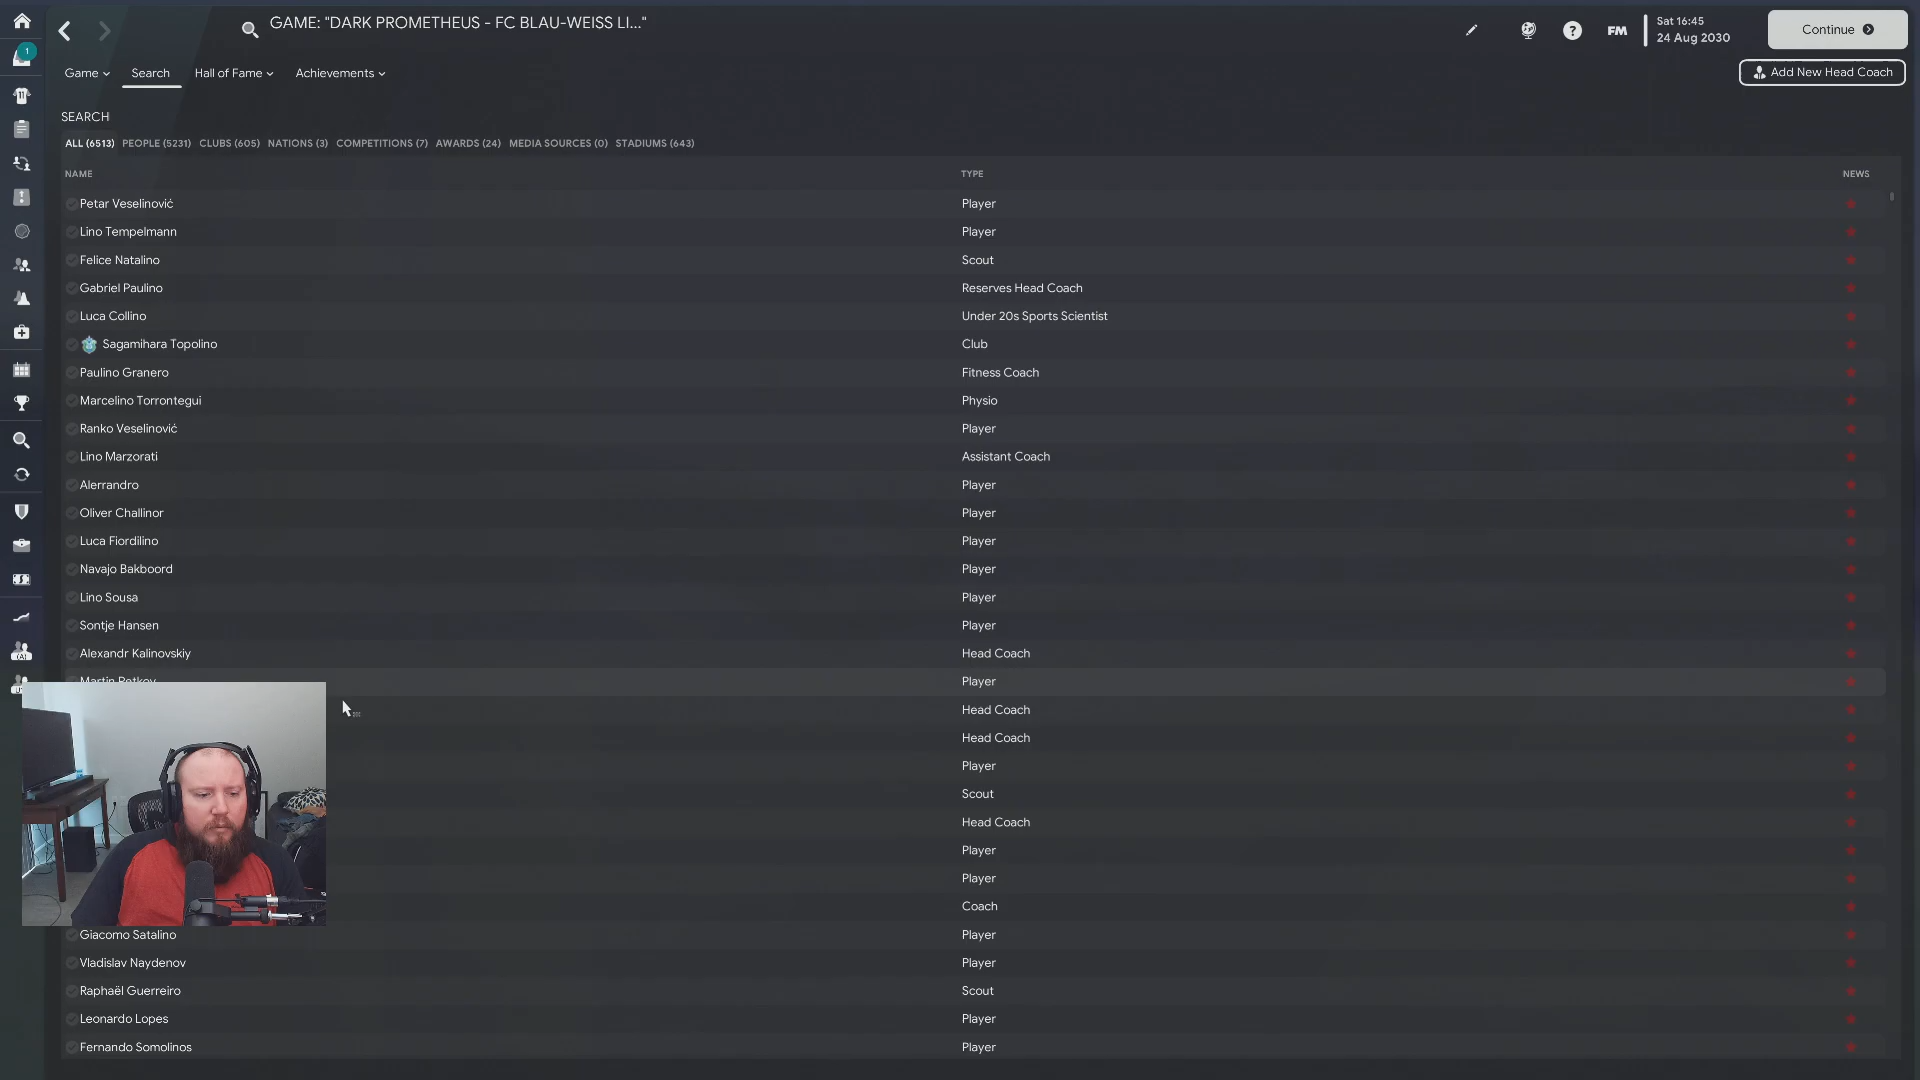 GAME: "DARK PROMETHEUS - FC BLAU-WEISS LI..."
FM
Sat 16:45
24 Aug 2030
Continue
1
Game
Search
Hall of Fame
Achievements
Add New Head Coach
SEARCH
ALL (6513) PEOPLE (5231) CLUBS (605) NATIONS (3) COMPETITIONS (7) AWARDS (24) MEDIA SOURCES (0) STADIUMS (643)
NAME TYPE NEWS
Petar Veselinović Player
Lino Tempelmann Player
Felice Natalino Scout
Gabriel Paulino Reserves Head Coach
Luca Collino Under 20s Sports Scientist
Sagamihara Topolino Club
Paulino Granero Fitness Coach
Marcelino Torrontegui Physio
Ranko Veselinović Player
Lino Marzorati Assistant Coach
Alerrandro Player
Oliver Challinor Player
Luca Fiordilino Player
Navajo Bakboord Player
Lino Sousa Player
Sontje Hansen Player
Alexandr Kalinovskiy Head Coach
Martin Petkov Player
Head Coach
Head Coach
Player
Scout
Head Coach
Player
Player
Coach
Giacomo Satalino Player
Vladislav Naydenov Player
Raphaël Guerreiro Scout
Leonardo Lopes Player
Fernando Somolinos Player